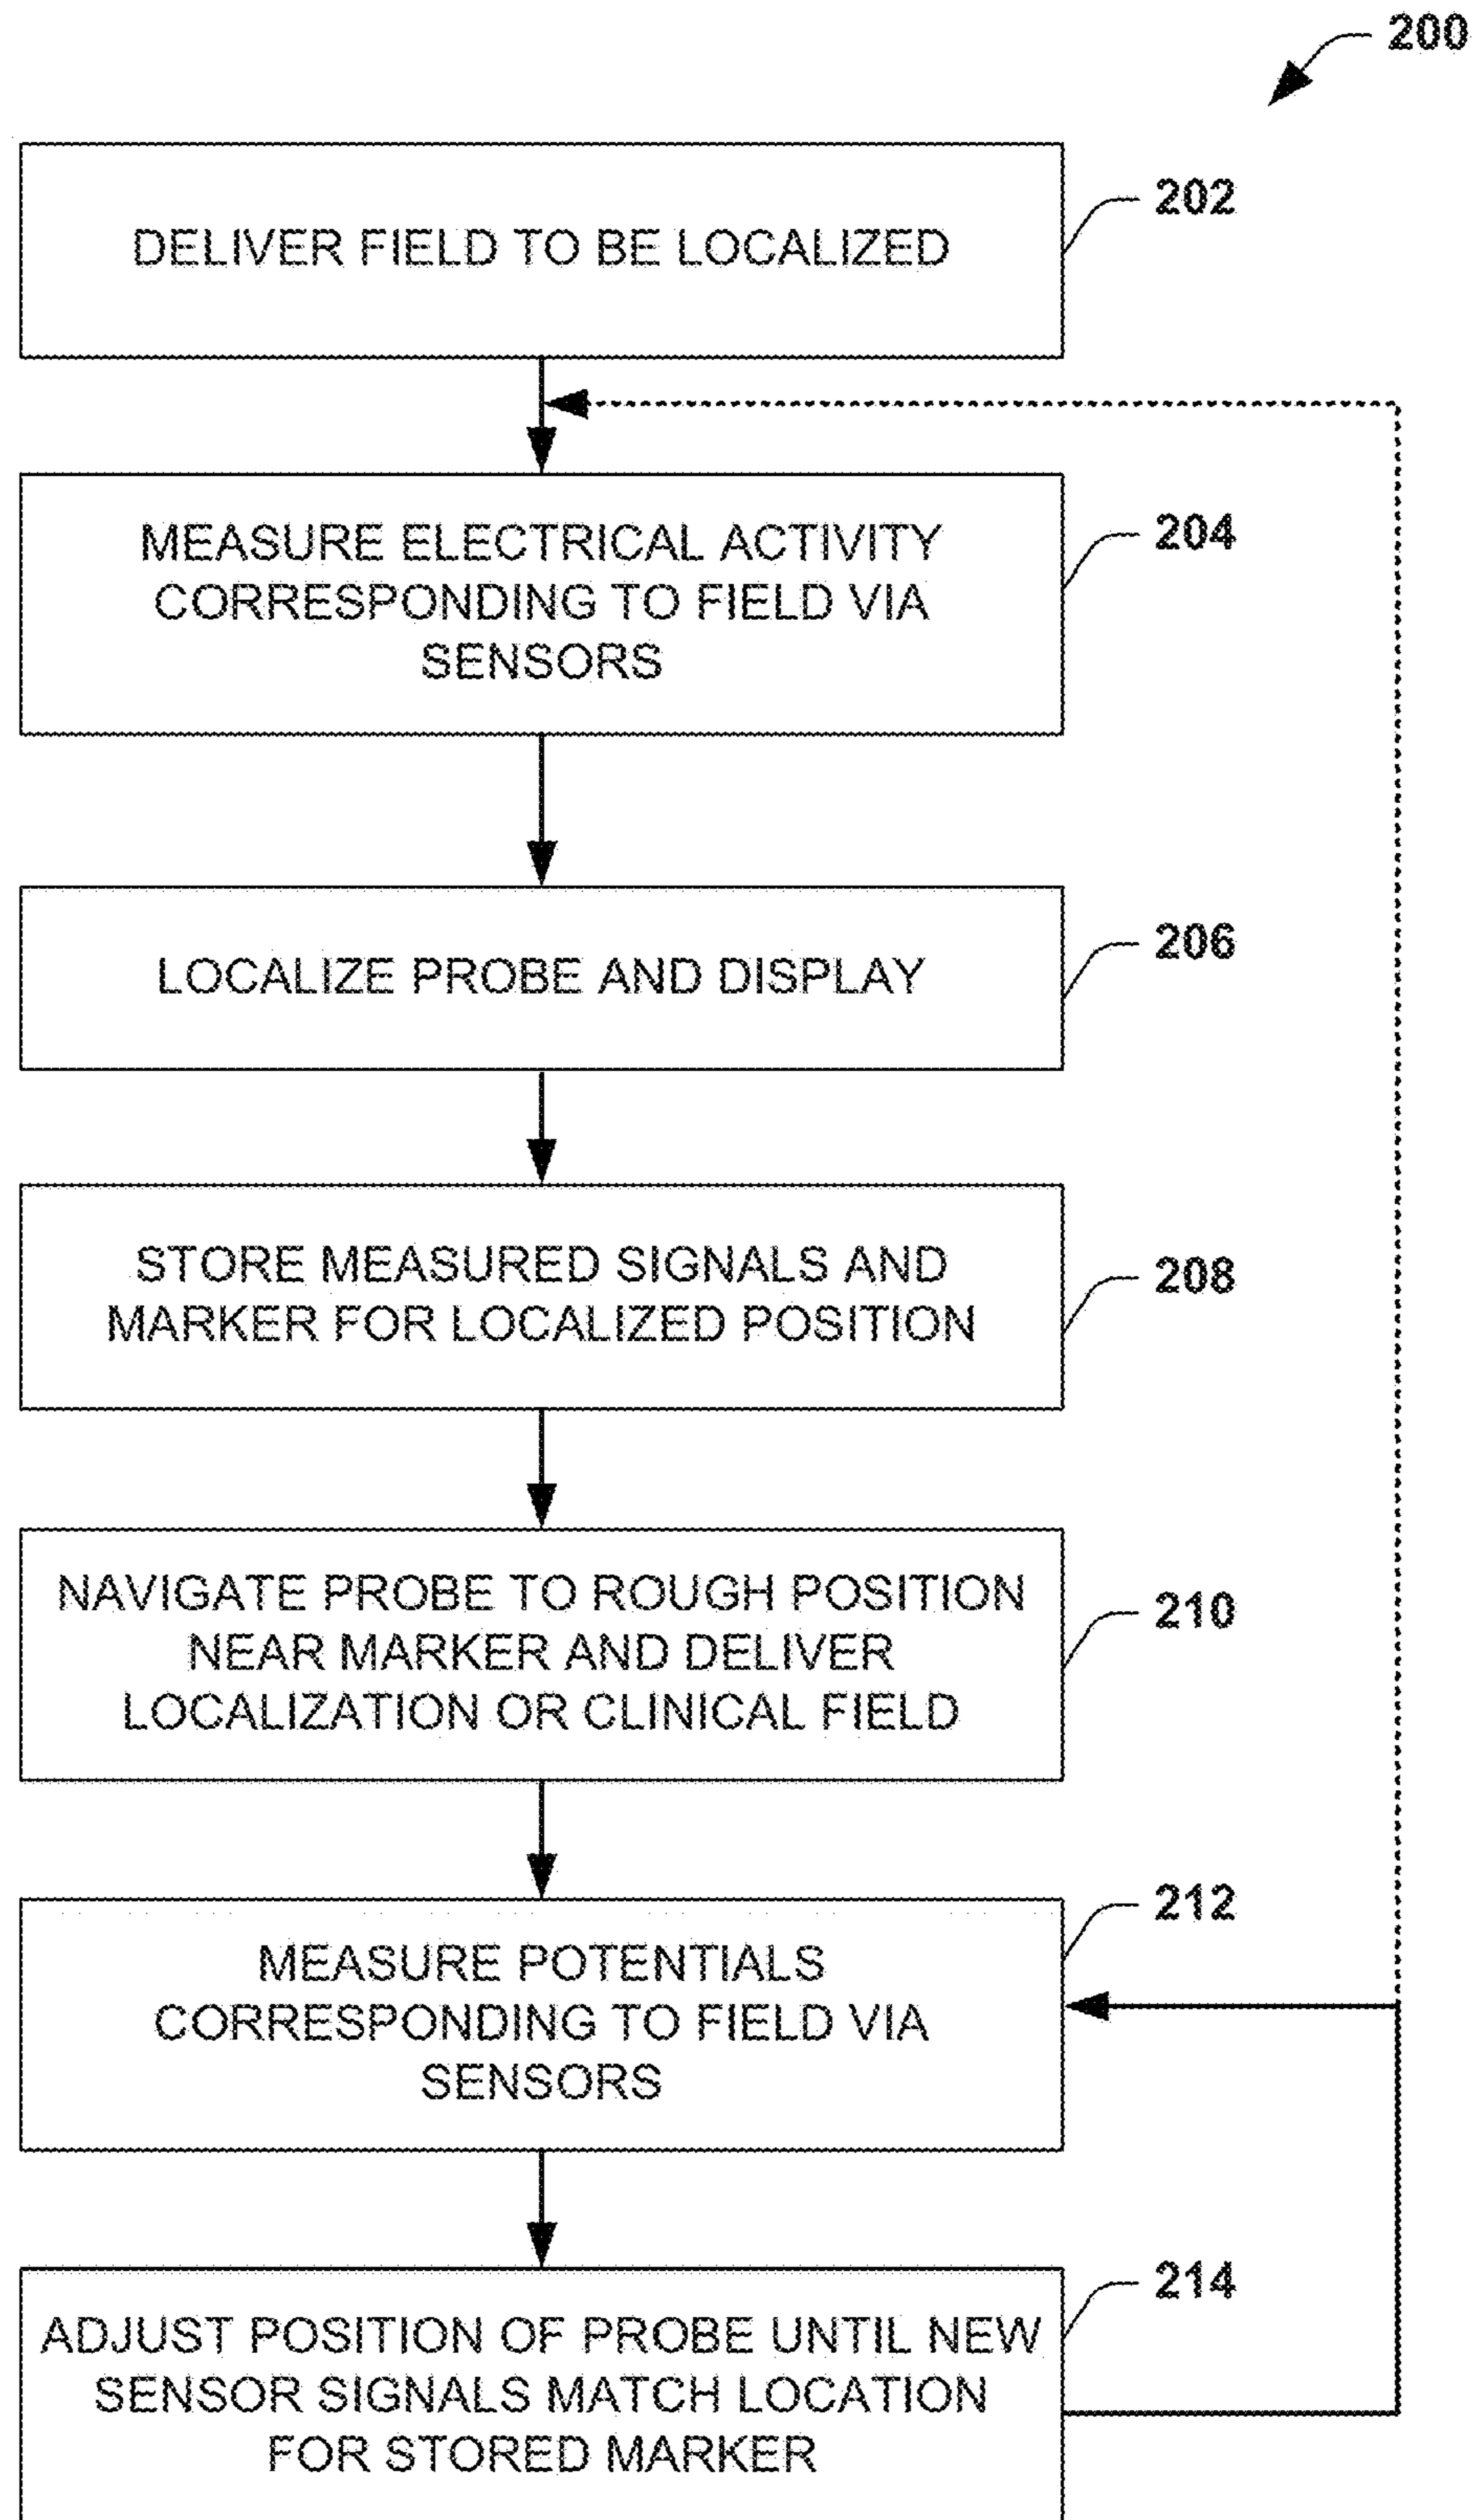 200
DELIVER FIELD TO BE LOCALIZED
202
MEASURE ELECTRICAL ACTIVITY
CORRESPONDING TO FIELD VIA
SENSORS
204
LOCALIZE PROBE AND DISPLAY
206
STORE MEASURED SIGNALS AND
MARKER FOR LOCALIZED POSITION
208
NAVIGATE PROBE TO ROUGH POSITION
NEAR MARKER AND DELIVER
LOCALIZATION OR CLINICAL FIELD
210
MEASURE POTENTIALS
CORRESPONDING TO FIELD VIA
SENSORS
212
ADJUST POSITION OF PROBE UNTIL NEW
SENSOR SIGNALS MATCH LOCATION
FOR STORED MARKER
214